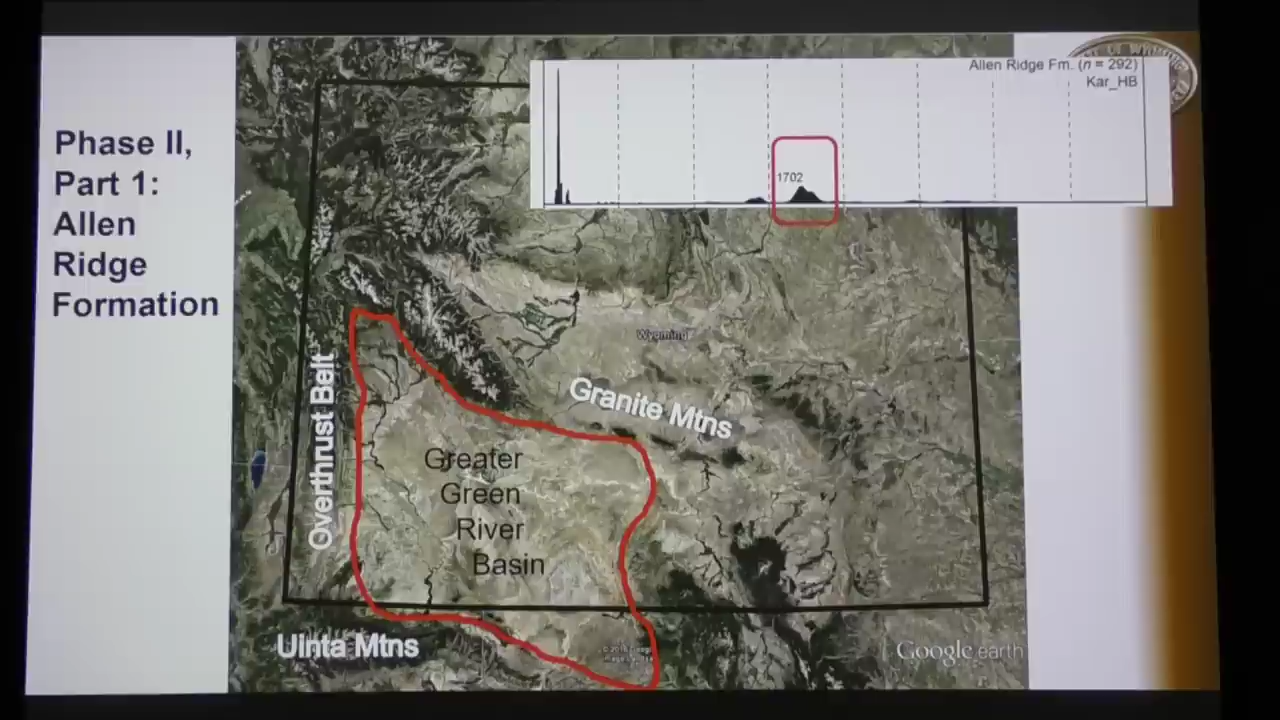 Phase II,
Part 1:
Allen
Ridge
Formation
Allen Ridge Fm. (n = 292)
Kar_HB
1702
Wyoming
Granite Mtns
Overthrust Belt
Greater
Green
River
Basin
Uinta Mtns
Google earth